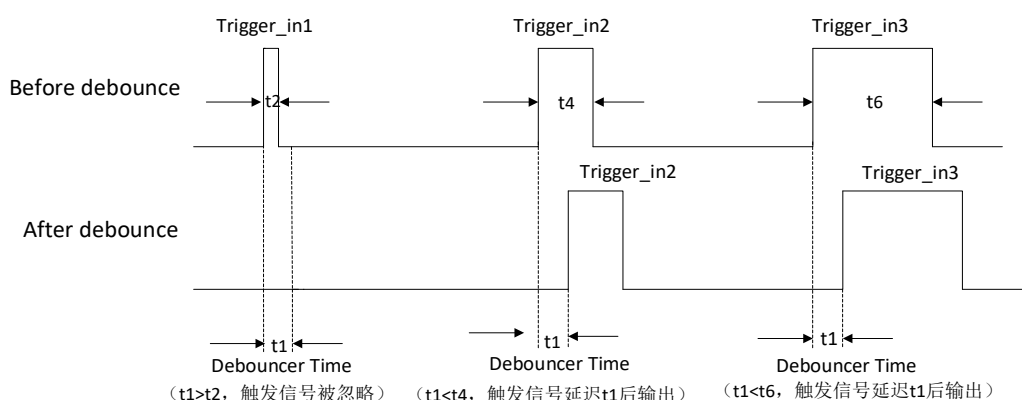 Trigger_in1
Trigger_in2
Trigger_in3
Before debounce
t2
t4
t6
Trigger_in2
Trigger_in3
After debounce
t1
t1
t1
Debouncer Time
Debouncer Time
Debouncer Time
（t1>t2，触发信号被忽略）
（t1<t4，触发信号延迟t1后输出）
（t1<t6，触发信号延迟t1后输出）